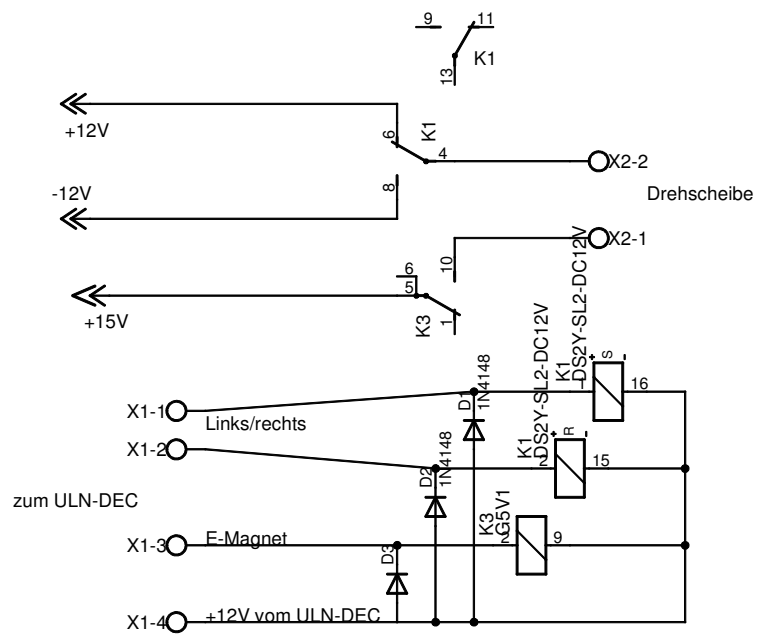 9
11
13
K1
+12V
6
K1
4
X2-2
8
-12V
Drehscheibe
X2-1
10
6
5
+15V
K3
1
DS2Y-SL2-DC12V
K1
1
+ S -
16
X1-1
Links/rechts
D1
1N4148
DS2Y-SL2-DC12V
K1
2
+ R -
15
X1-2
D2
1N4148
zum ULN-DEC
K3
G5V1
2
9
X1-3
E-Magnet
D3
X1-4
+12V vom ULN-DEC